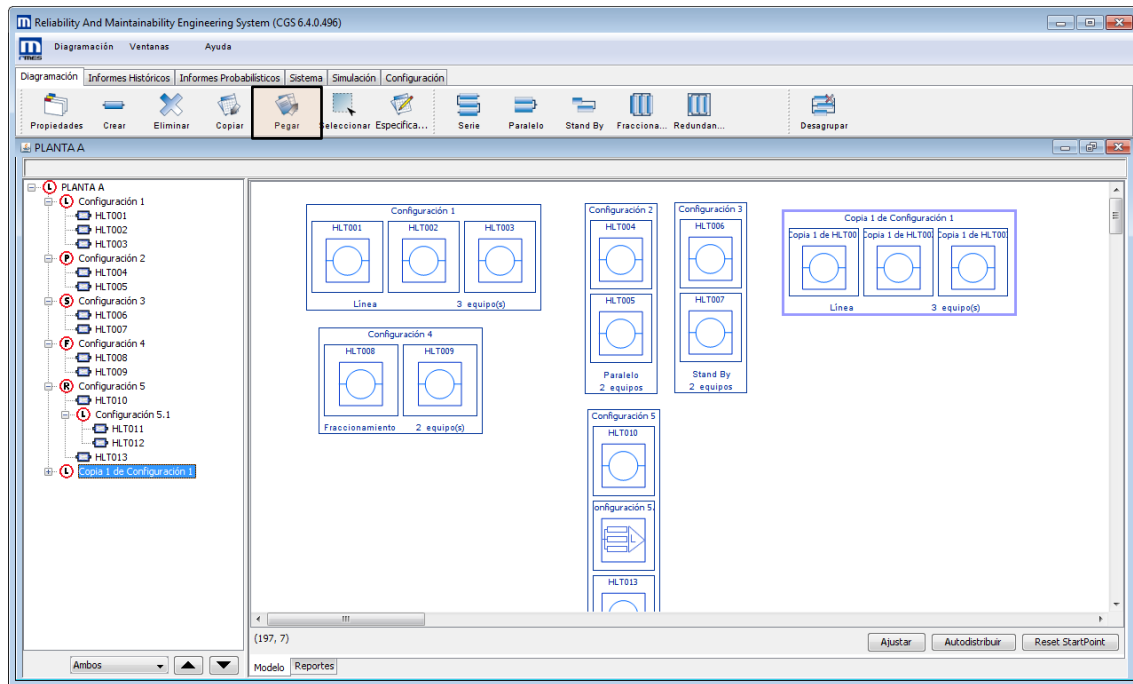 Reliability And Maintainability Engineering System (CGS 6.4.0.496)
Diagramación Ventanas Ayuda
Diagramación Informes Históricos Informes Probabilísticos Sistema Simulación Configuración
Propiedades Crear Eliminar Copiar Pegar Seleccionar Especifica... Serie Paralelo Stand By Fracciona... Redundan... Desagrupar
PLANTA A
L PLANTA A
L Configuración 1
HLT001
HLT002
HLT003
P Configuración 2
HLT004
HLT005
S Configuración 3
HLT006
HLT007
F Configuración 4
HLT008
HLT009
R Configuración 5
HLT010
L Configuración 5.1
HLT011
HLT012
HLT013
L Copia 1 de Configuración 1
Ambos
Configuración 1
HLT001 HLT002 HLT003
Línea 3 equipo(s)
Configuración 4
HLT008 HLT009
Fraccionamiento 2 equipo(s)
Configuración 2
HLT004
HLT005
Paralelo
2 equipos
Configuración 3
HLT006
HLT007
Stand By
2 equipos
Configuración 5
HLT010
onfiguración 5.
L
HLT013
Copia 1 de Configuración 1
Copia 1 de HLT00 Copia 1 de HLT00 Copia 1 de HLT00
Línea 3 equipo(s)
(197, 7)
Ajustar Autodistribuir Reset StartPoint
Modelo Reportes